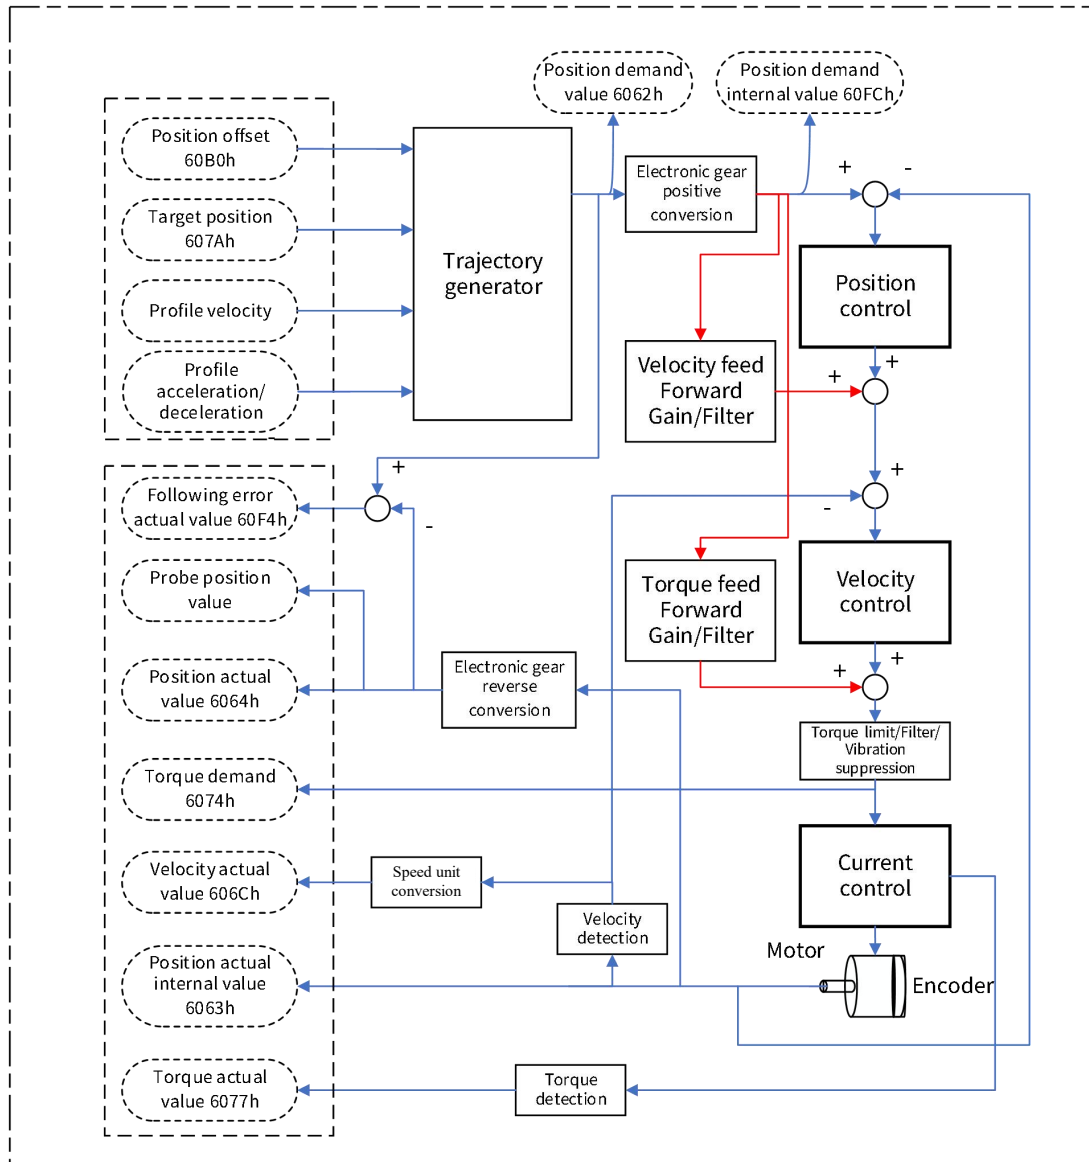 Position demand
value 6062h
Position demand
internal value 60FCh
Position offset
60B0h
Target position
607Ah
Profile velocity
Profile
acceleration/
deceleration
Trajectory
generator
Electronic gear
positive
conversion
+
-
Position
control
+
+
Velocity feed
Forward
Gain/Filter
+
-
Velocity
control
+
+
Torque feed
Forward
Gain/Filter
Torque limit/Filter/
Vibration
suppression
Current
control
Motor
Encoder
+
-
Following error
actual value 60F4h
Probe position
value
Position actual
value 6064h
Electronic gear
reverse
conversion
Torque demand
6074h
Velocity actual
value 606Ch
Speed unit
conversion
Velocity
detection
Position actual
internal value
6063h
Torque actual
value 6077h
Torque
detection